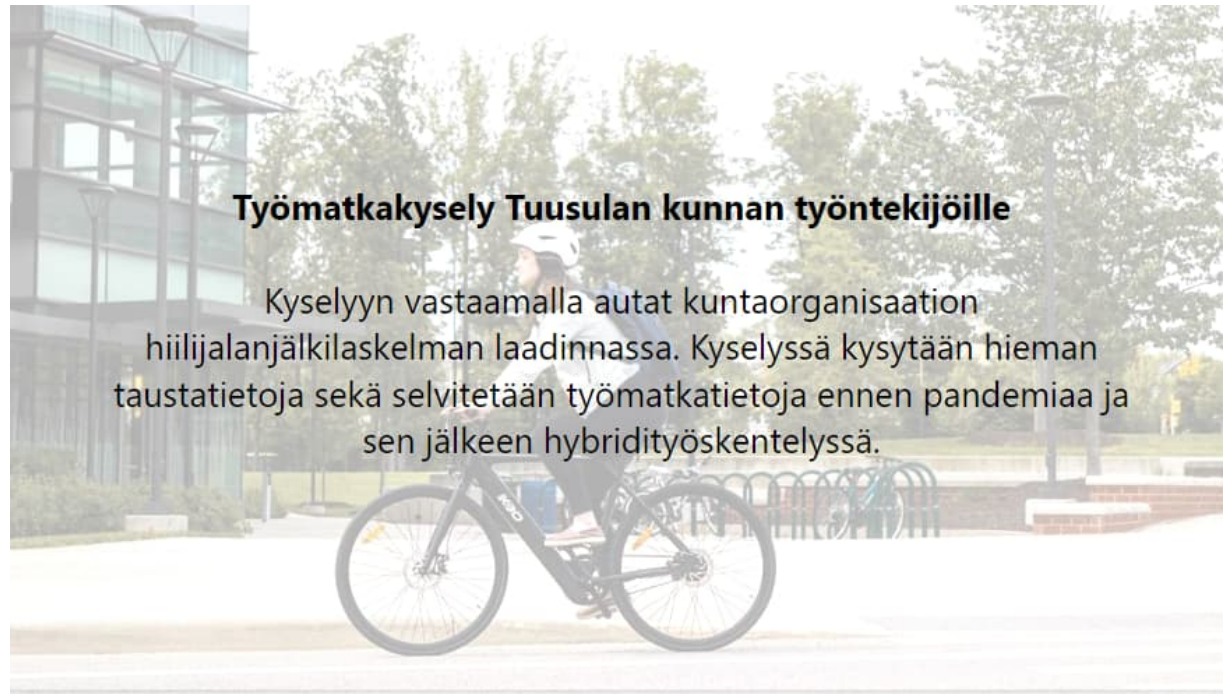 Työmatkakysely Tuusulan kunnan työntekijöille
Kyselyyn vastaamalla autat kuntaorganisaation
hiilijalanjälkilaskelman laadinnassa. Kyselyssä kysytään hieman
taustatietoja sekä selvitetään työmatkatietoja ennen pandemiaa ja
sen jälkeen hybridityöskentelyssä.